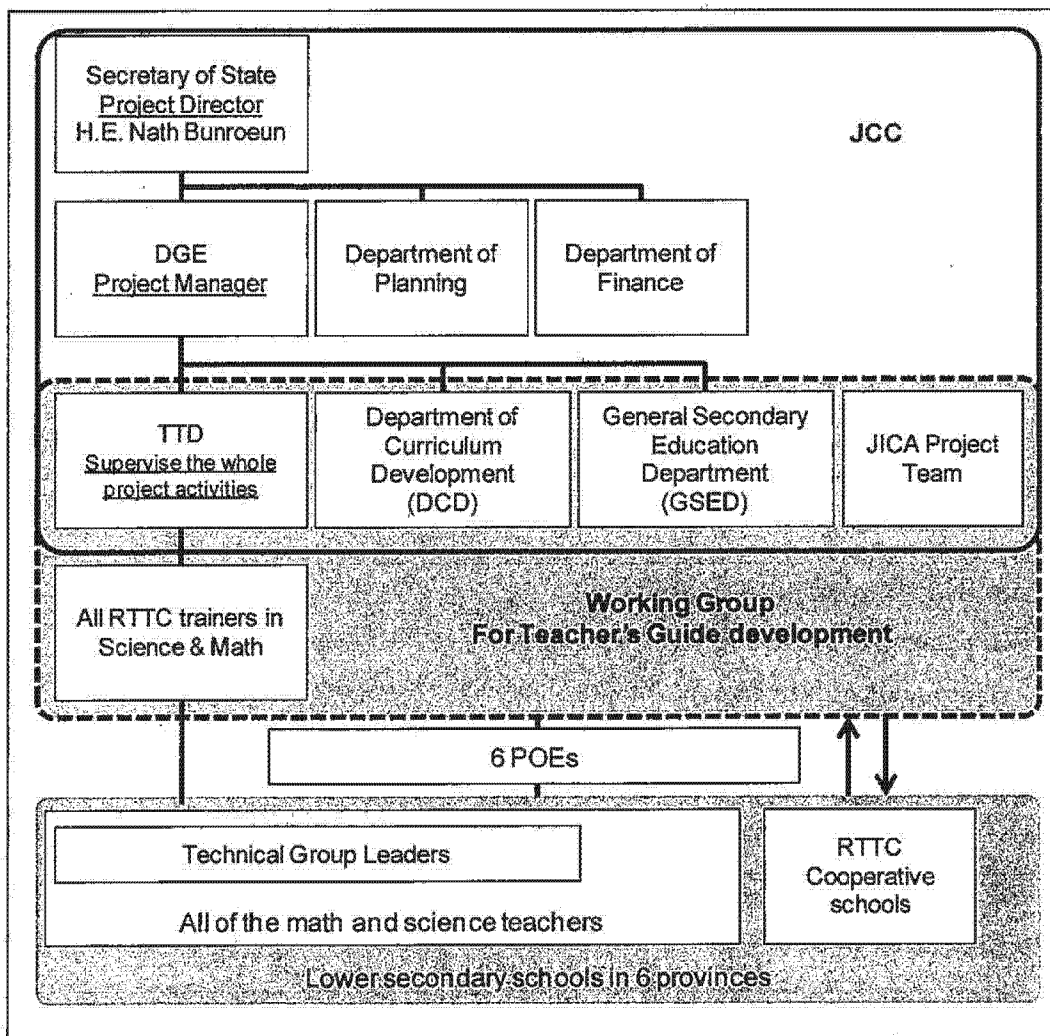 Secretary of State
Project Director
H.E. Nath Bunroeun
JCC
DGE
Project Manager
Department of
Planning
Department of
Finance
TTD
Supervise the whole
project activities
Department of
Curriculum
Development
(DCD)
General Secondary
Education
Department
(GSED)
JICA Project
Team
All RTTC trainers in
Science & Math
Working Group
For Teacher's Guide development
6 POEs
Technical Group Leaders
All of the math and science teachers
RTTC
Cooperative
schools
Lower secondary schools in 6 provinces